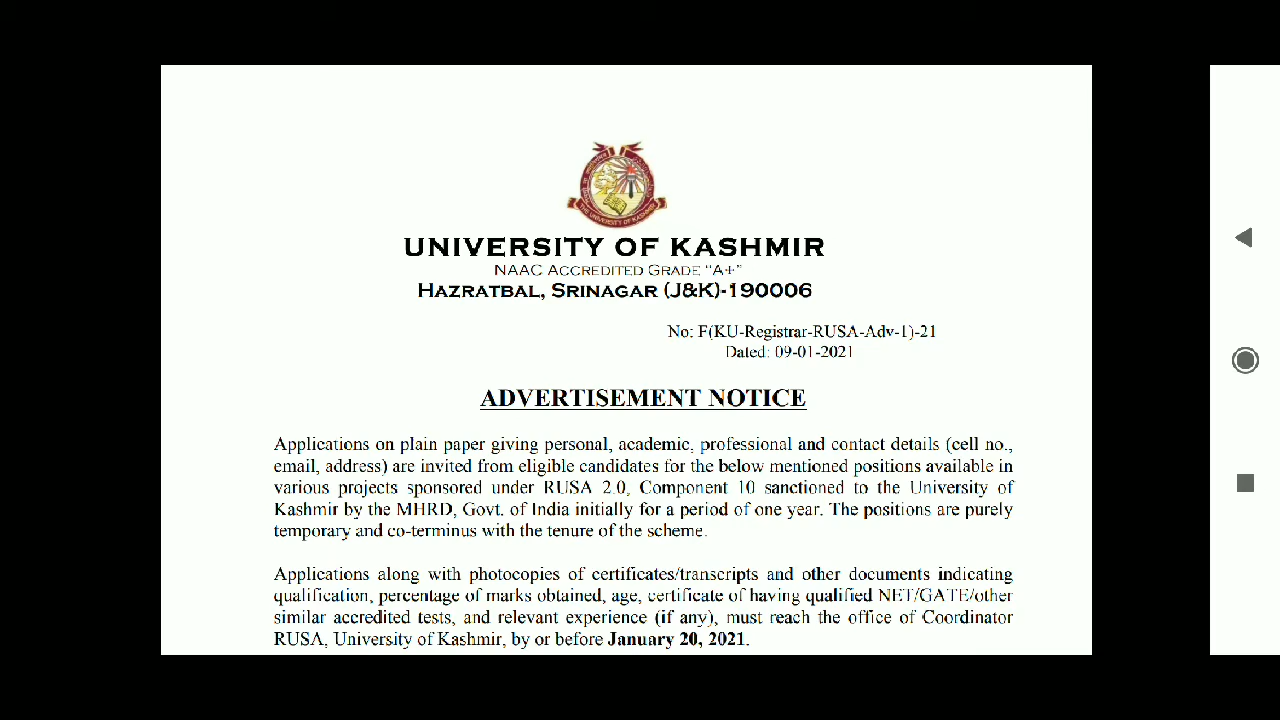 THE UNIVERSITY OF KASHMIR
UNIVERSITY OF KASHMIR
NAAC ACCREDITED GRADE “A+”
HAZRATBAL, SRINAGAR (J&K)-190006
No: F(KU-Registrar-RUSA-Adv-1)-21
Dated: 09-01-2021
ADVERTISEMENT NOTICE
Applications on plain paper giving personal, academic, professional and contact details (cell no.,
email, address) are invited from eligible candidates for the below mentioned positions available in
various projects sponsored under RUSA 2.0, Component 10 sanctioned to the University of
Kashmir by the MHRD, Govt. of India initially for a period of one year. The positions are purely
temporary and co-terminus with the tenure of the scheme.
Applications along with photocopies of certificates/transcripts and other documents indicating
qualification, percentage of marks obtained, age, certificate of having qualified NET/GATE/other
similar accredited tests, and relevant experience (if any), must reach the office of Coordinator
RUSA, University of Kashmir, by or before January 20, 2021.